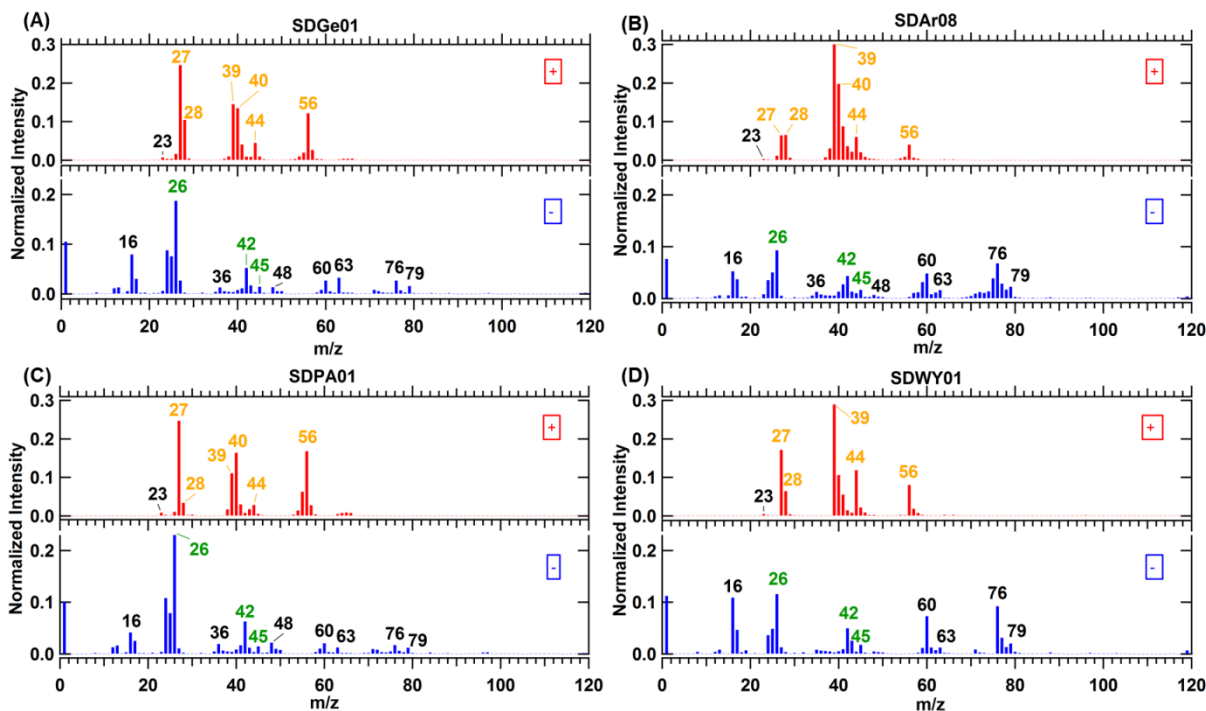 (A) SDGe01
Normalized Intensity
0.3
0.2
0.1
0.0
23 27 28 39 40 44 56
+
0.2
0.1
0.0
16 26 36 42 45 48 60 63 76 79
-
0 20 40 60 80 100 120
m/z
(B) SDAr08
Normalized Intensity
0.3
0.2
0.1
0.0
23 27 28 39 40 44 56
+
0.2
0.1
0.0
16 26 36 42 45 48 60 63 76 79
-
0 20 40 60 80 100 120
m/z
(C) SDPA01
Normalized Intensity
0.3
0.2
0.1
0.0
23 27 28 39 40 44 56
+
0.2
0.1
0.0
16 26 36 42 45 48 60 63 76 79
-
0 20 40 60 80 100 120
m/z
(D) SDWY01
Normalized Intensity
0.3
0.2
0.1
0.0
23 27 28 39 44 56
+
0.2
0.1
0.0
16 26 42 45 60 63 76 79
-
0 20 40 60 80 100 120
m/z